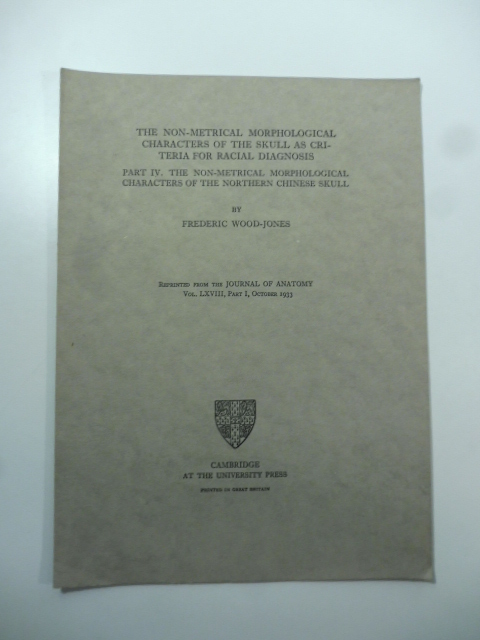 THE NON-METRICAL MORPHOLOGICAL
CHARACTERS OF THE SKULL AS CRI-
TERIA FOR RACIAL DIAGNOSIS
PART IV. THE NON-METRICAL MORPHOLOGICAL
CHARACTERS OF THE NORTHERN CHINESE SKULL
BY
FREDERIC WOOD-JONES
REPRINTED FROM THE JOURNAL OF ANATOMY
VOL. LXVIII, PART I, OCTOBER 1933
CAMBRIDGE
AT THE UNIVERSITY PRESS
PRINTED IN GREAT BRITAIN